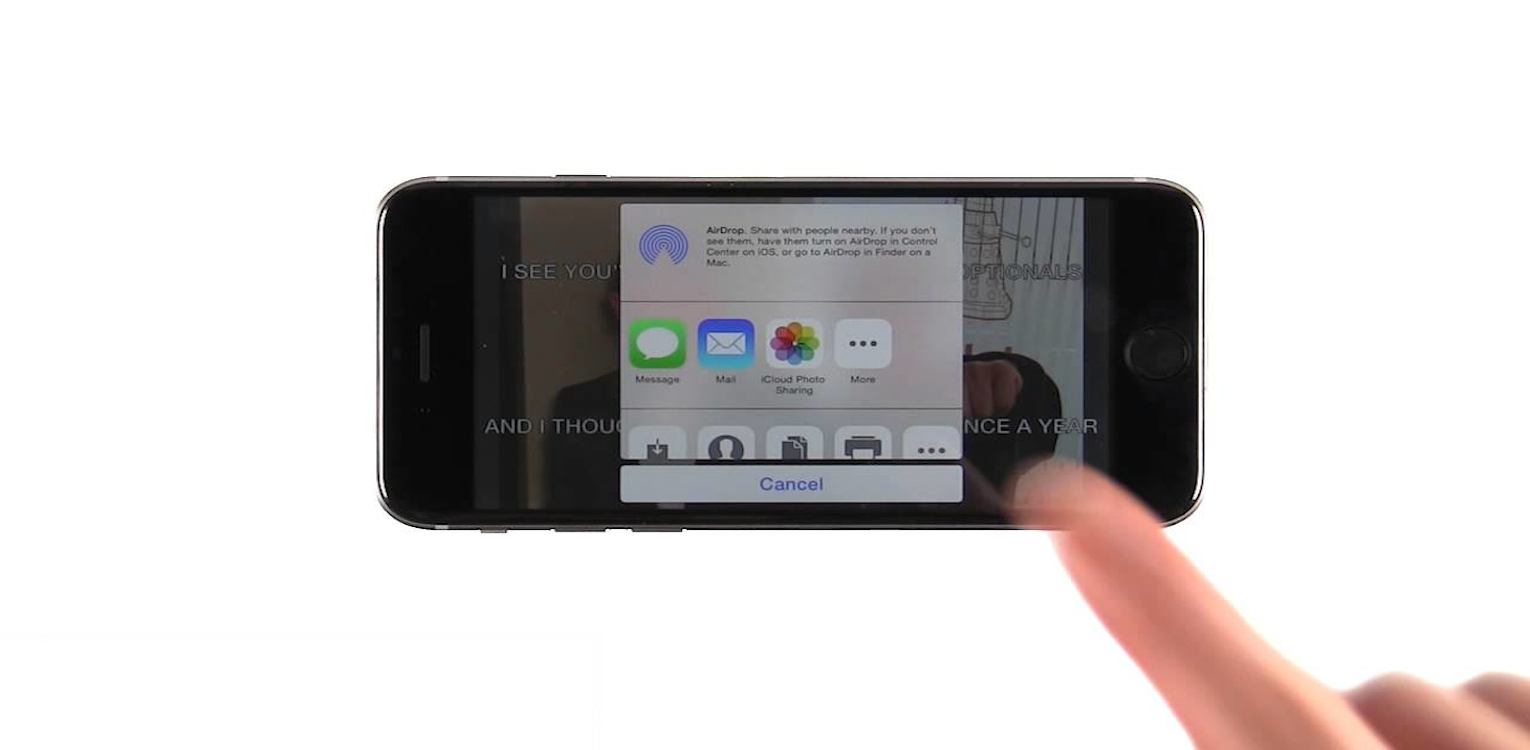 AirDrop. Share with people nearby. If you don't
see them, have them turn on AirDrop in Control
Center on iOS, or go to AirDrop in Finder on a
Mac.
I SEE YOU'
OPTIONALS
Message
Mail
iCloud Photo
Sharing
More
AND I THOU
NCE A YEAR
Cancel